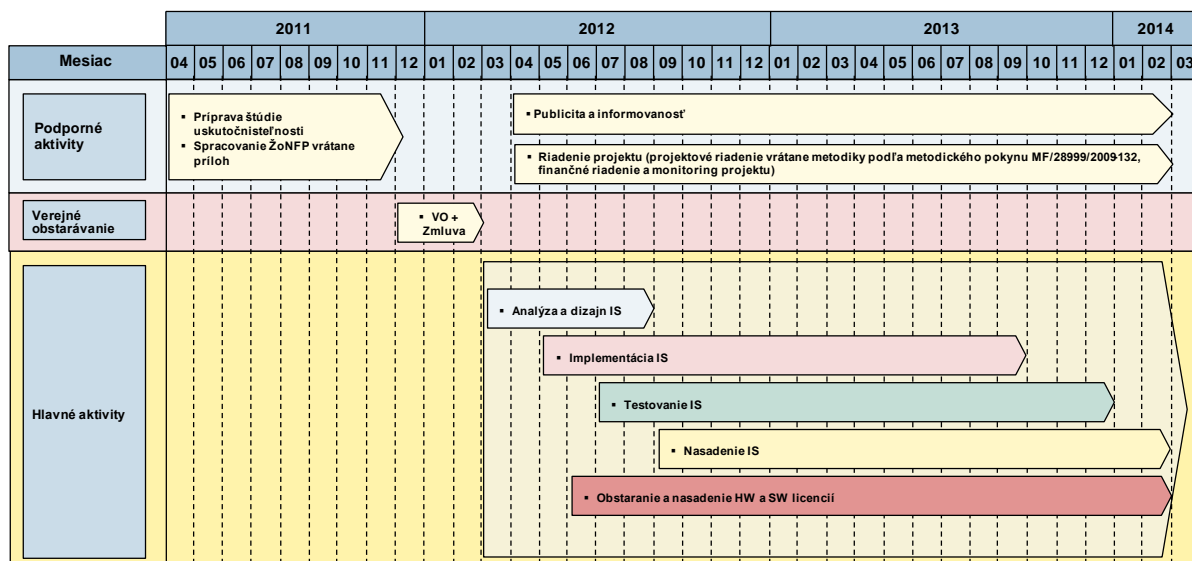 2011 2012 2013 2014
Mesiac 04 05 06 07 08 09 10 11 12 01 02 03 04 05 06 07 08 09 10 11 12 01 02 03 04 05 06 07 08 09 10 11 12 01 02 03
Podporné
aktivity
▪ Príprava štúdie
uskutočnisteľnosti
▪ Spracovanie ŽoNFP vrátane
príloh
▪ Publicita a informovanosť
▪ Riadenie projektu (projektové riadenie vrátane metodiky podľa metodického pokynu MF/28999/2009-132,
finančné riadenie a monitoring projektu)
Verejné
obstarávanie
▪ VO +
Zmluva
Hlavné aktivity
▪ Analýza a dizajn IS
▪ Implementácia IS
▪ Testovanie IS
▪ Nasadenie IS
▪ Obstaranie a nasadenie HW a SW licencií